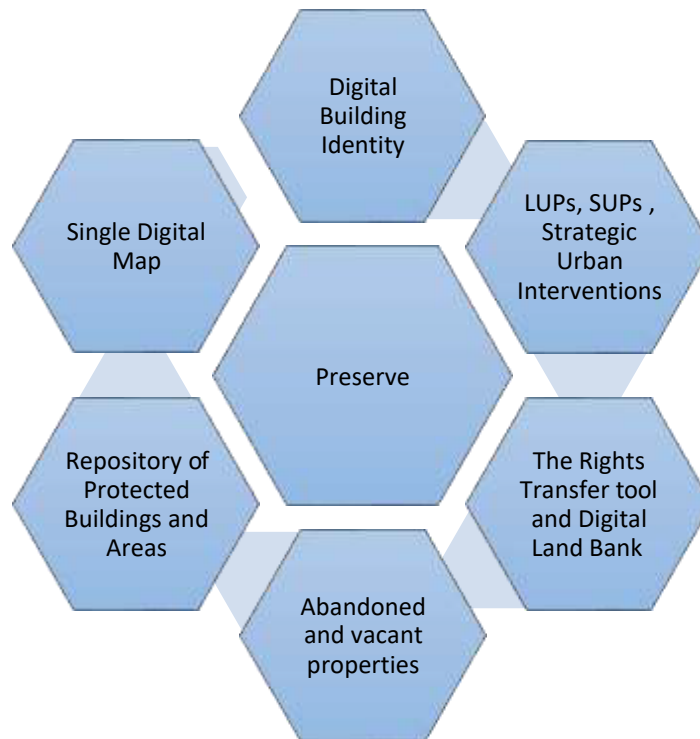 Digital
Building
Identity
LUPs, SUPs ,
Strategic
Urban
Interventions
Single Digital
Map
Preserve
The Rights
Transfer tool
and Digital
Land Bank
Repository of
Protected
Buildings and
Areas
Abandoned
and vacant
properties